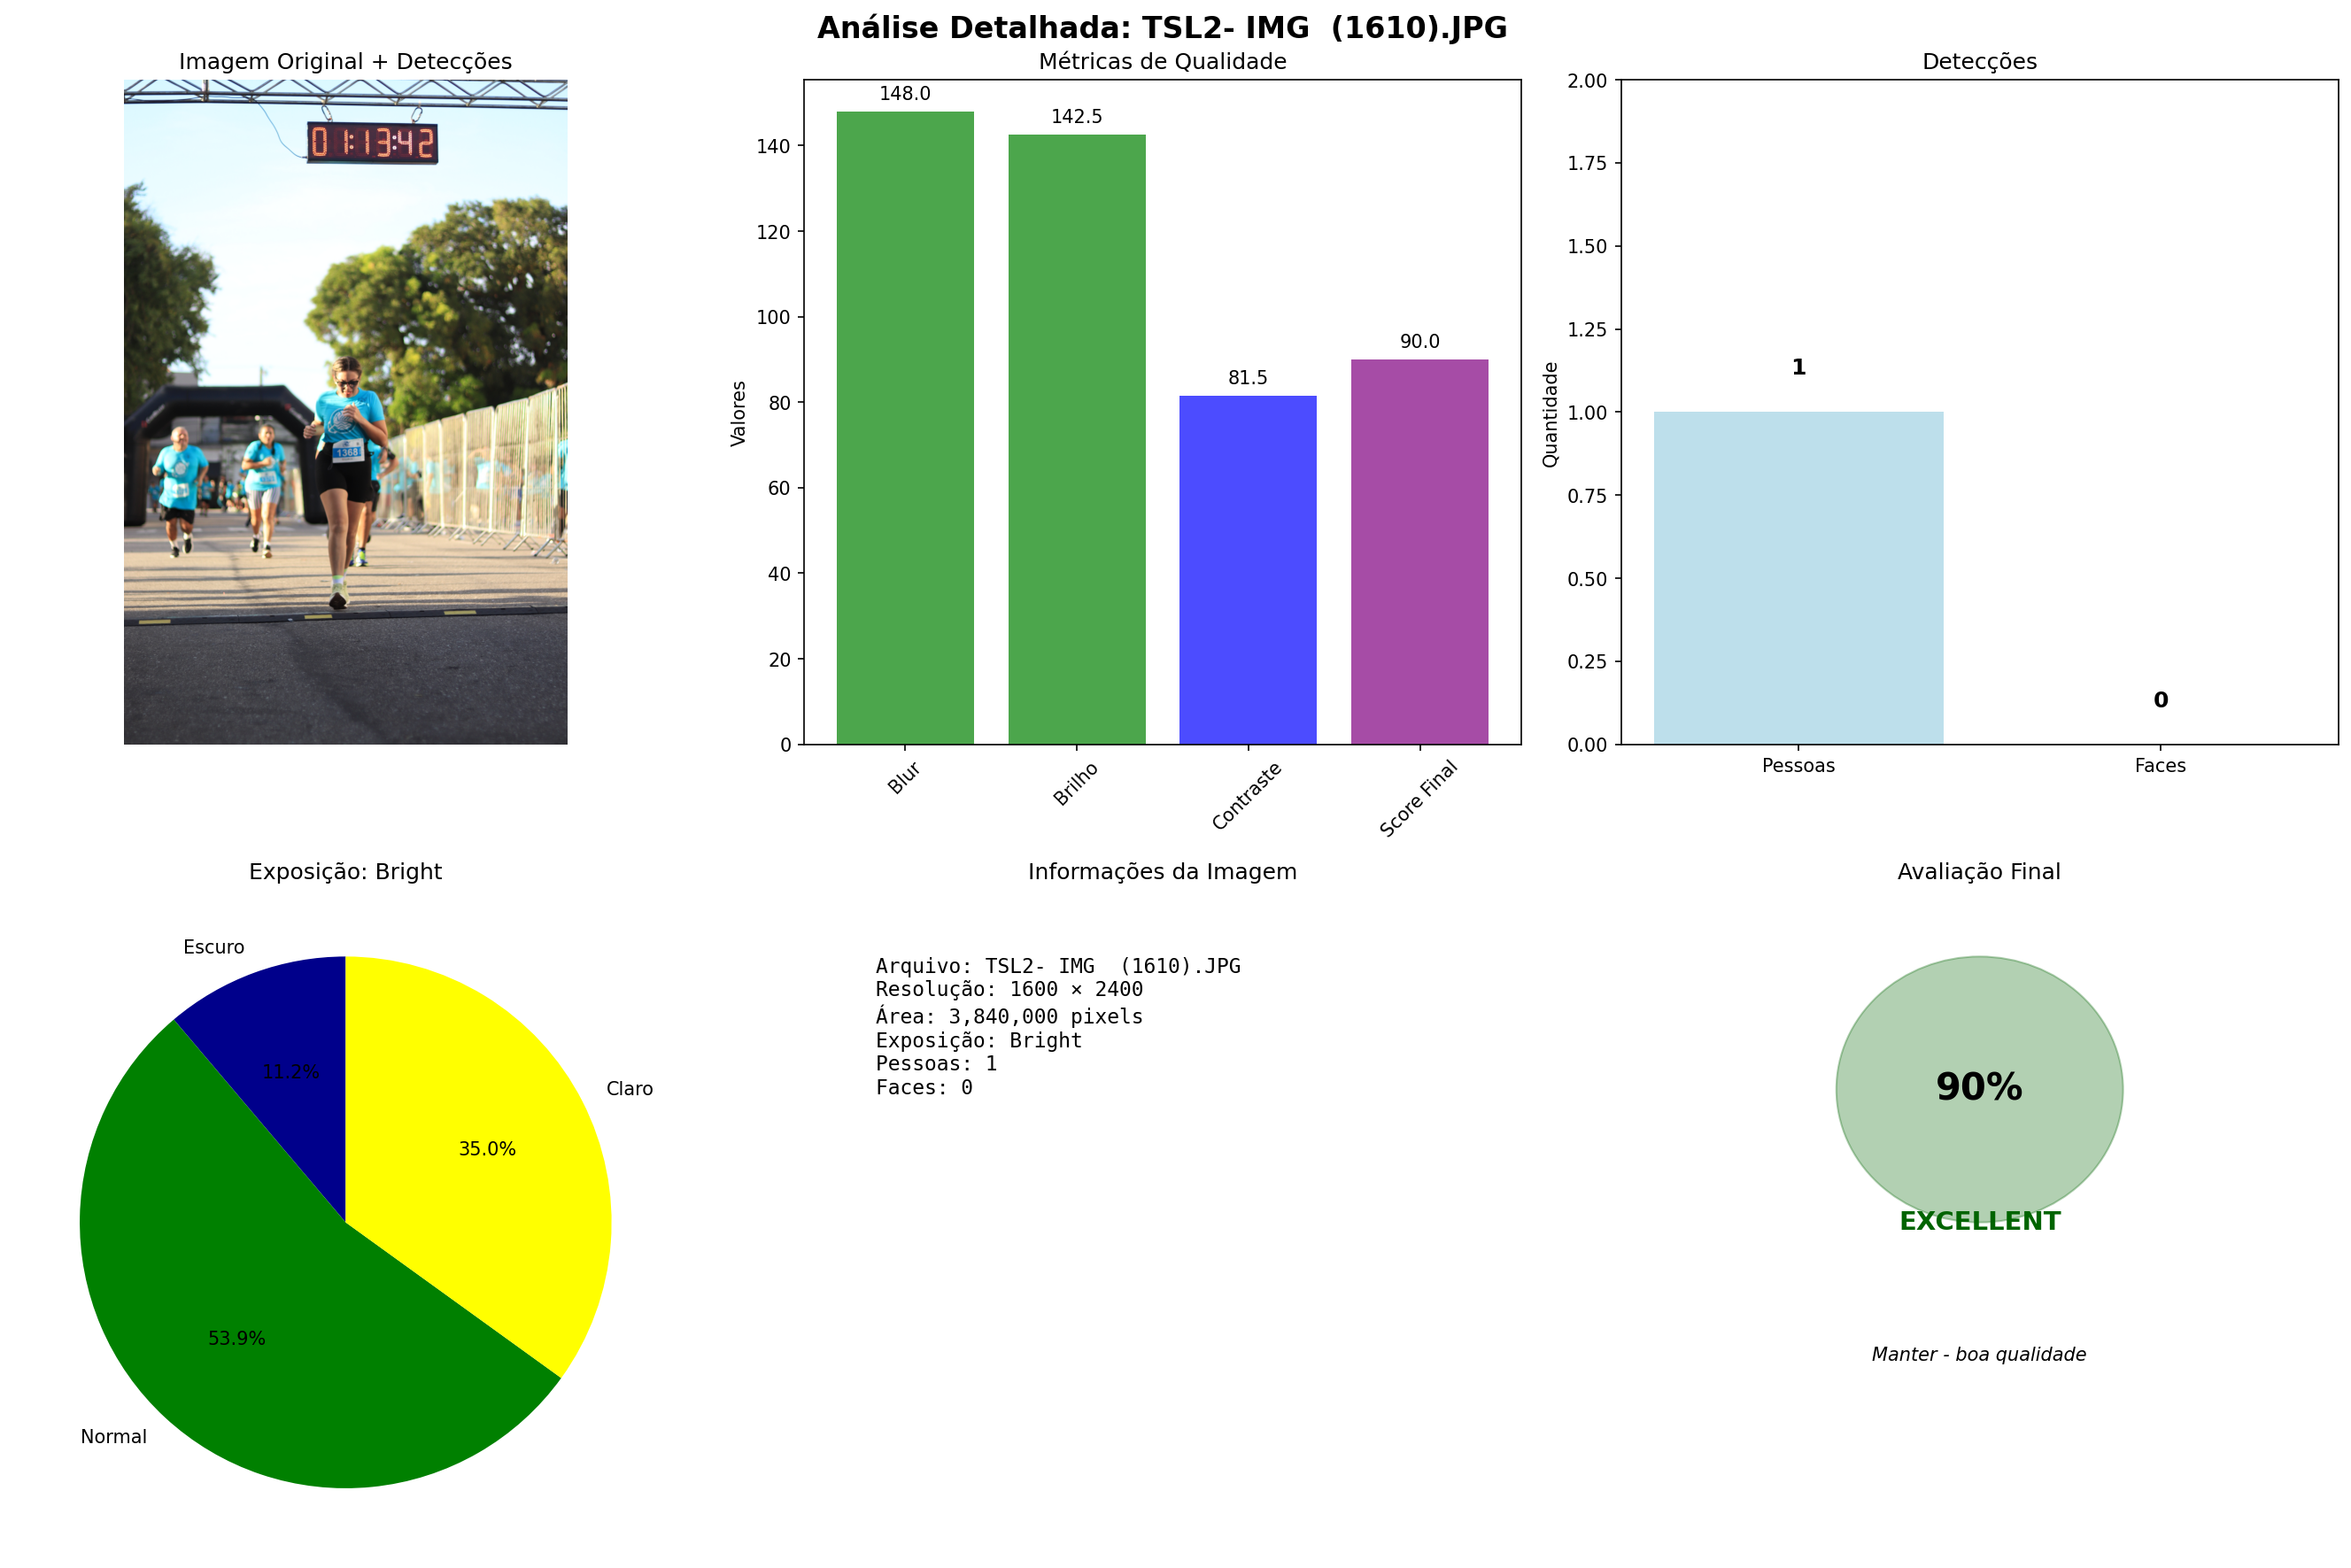 Análise Detalhada: TSL2- IMG  (1610).JPG
Imagem Original + Detecções
01:13:42
1368
Métricas de Qualidade
Valores
140
120
100
80
60
40
20
0
148.0
142.5
81.5
90.0
Blur
Brilho
Contraste
Score Final
Detecções
Quantidade
2.00
1.75
1.50
1.25
1.00
0.75
0.50
0.25
0.00
1
0
Pessoas
Faces
Exposição: Bright
Escuro
11.2%
Claro
35.0%
53.9%
Normal
Informações da Imagem
Arquivo: TSL2- IMG  (1610).JPG
Resolução: 1600 × 2400
Área: 3,840,000 pixels
Exposição: Bright
Pessoas: 1
Faces: 0
Avaliação Final
90%
EXCELLENT
Manter - boa qualidade